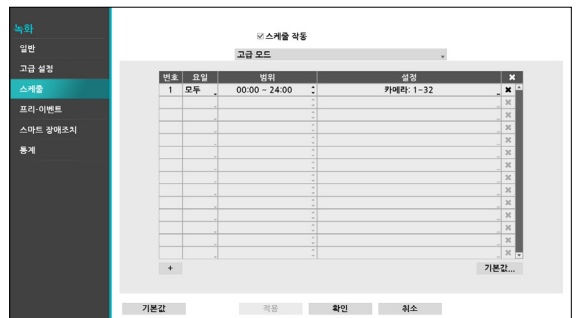 녹화
일반
고급 설정
스케줄
프리-이벤트
스마트 장애조치
통계
스케줄 작동
고급 모드
번호 요일 범위 설정
1 모두 00:00 ~ 24:00 카메라: 1~32
+ 기본값...
기본값 적용 확인 취소